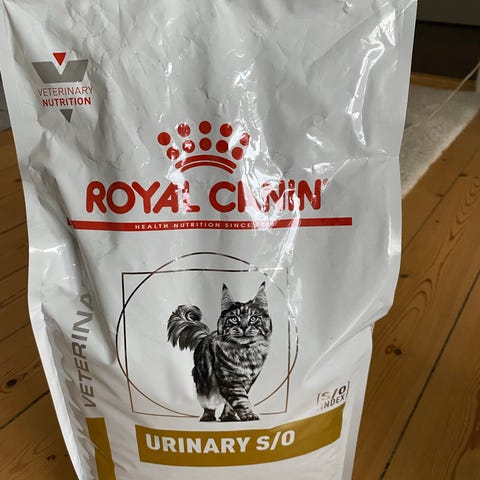 VETERINARY
NUTRITION
ROYAL CANIN
HEALTH NUTRITION SINCE
VETERINA
S/O
INDEX
URINARY S/O